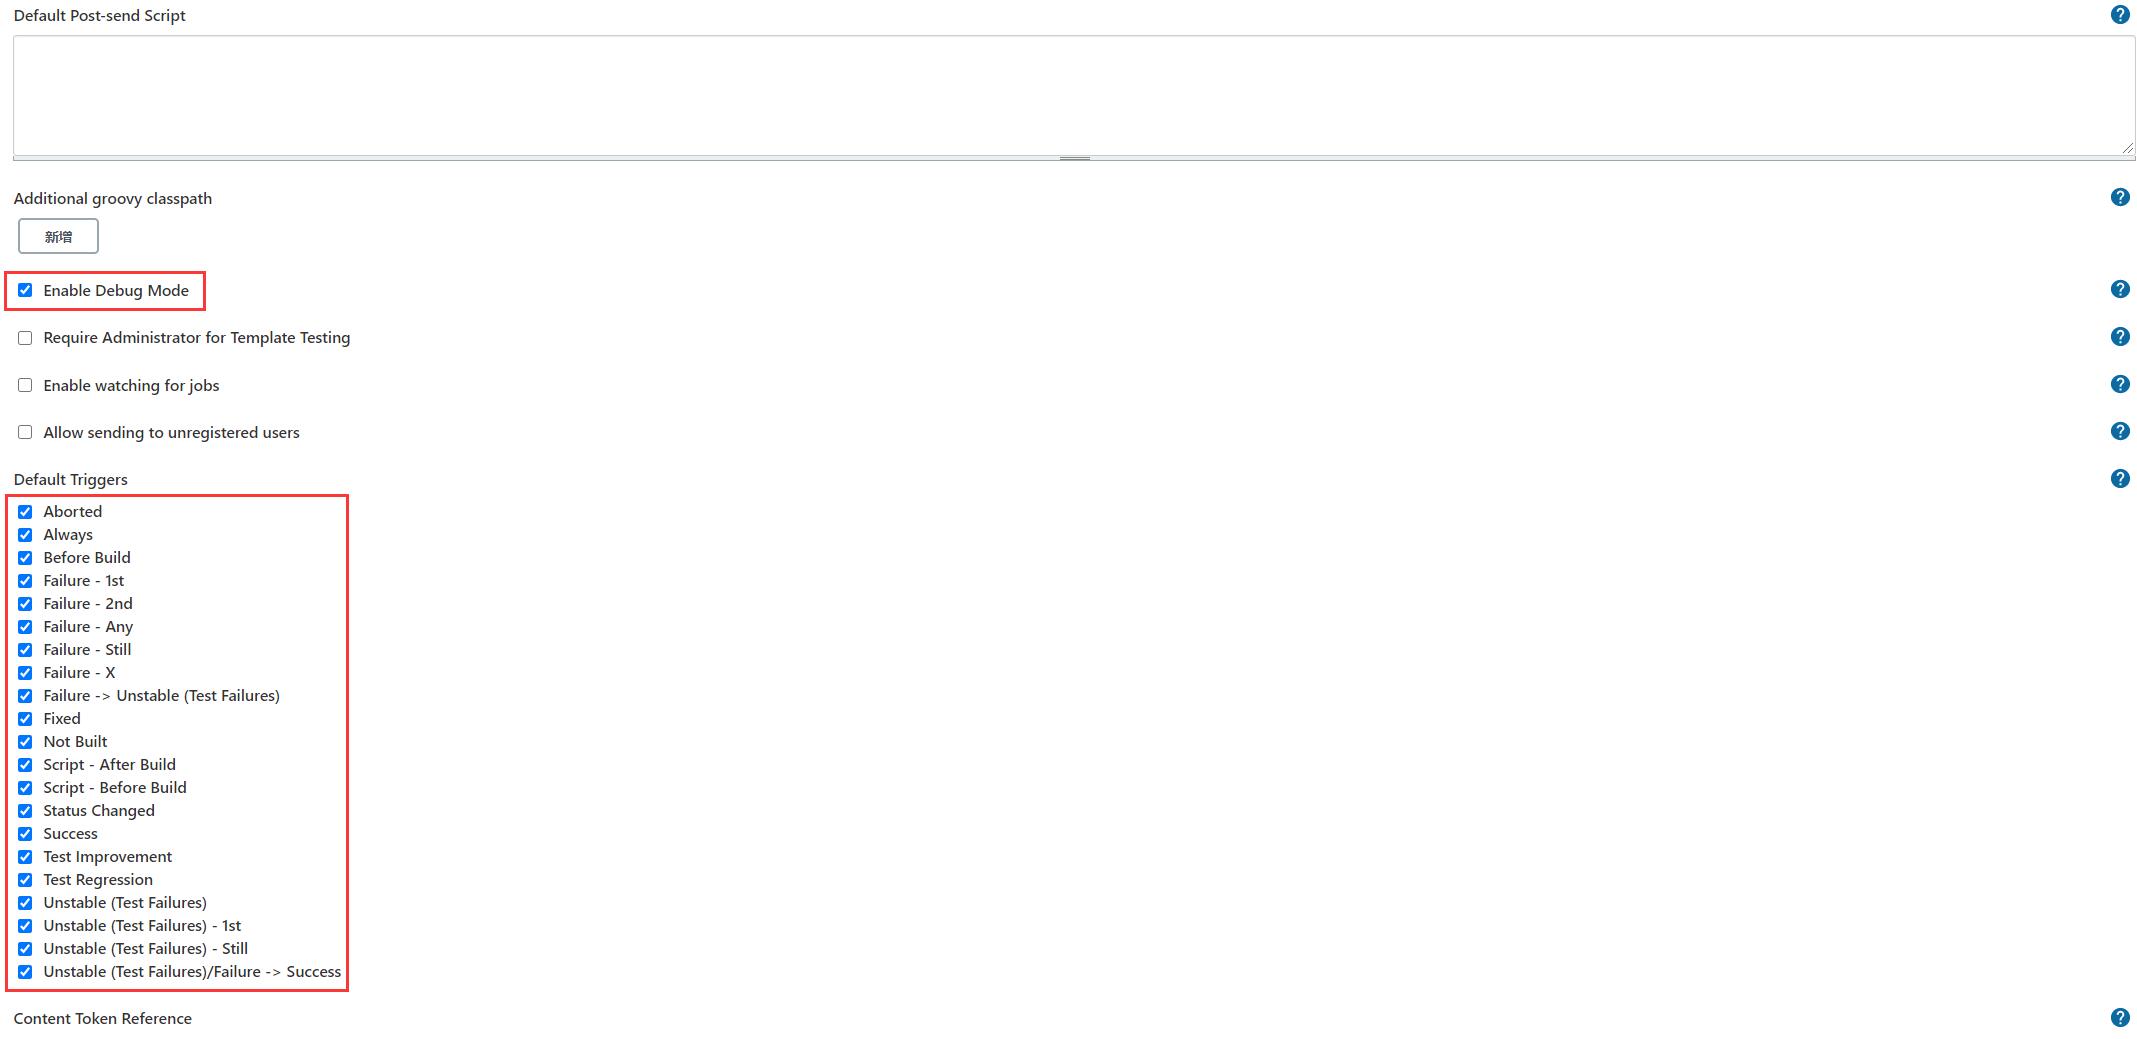 Default Post-send Script
Additional groovy classpath
新增
Enable Debug Mode
Require Administrator for Template Testing
Enable watching for jobs
Allow sending to unregistered users
Default Triggers
Aborted
Always
Before Build
Failure - 1st
Failure - 2nd
Failure - Any
Failure - Still
Failure - X
Failure -> Unstable (Test Failures)
Fixed
Not Built
Script - After Build
Script - Before Build
Status Changed
Success
Test Improvement
Test Regression
Unstable (Test Failures)
Unstable (Test Failures) - 1st
Unstable (Test Failures) - Still
Unstable (Test Failures)/Failure -> Success
Content Token Reference